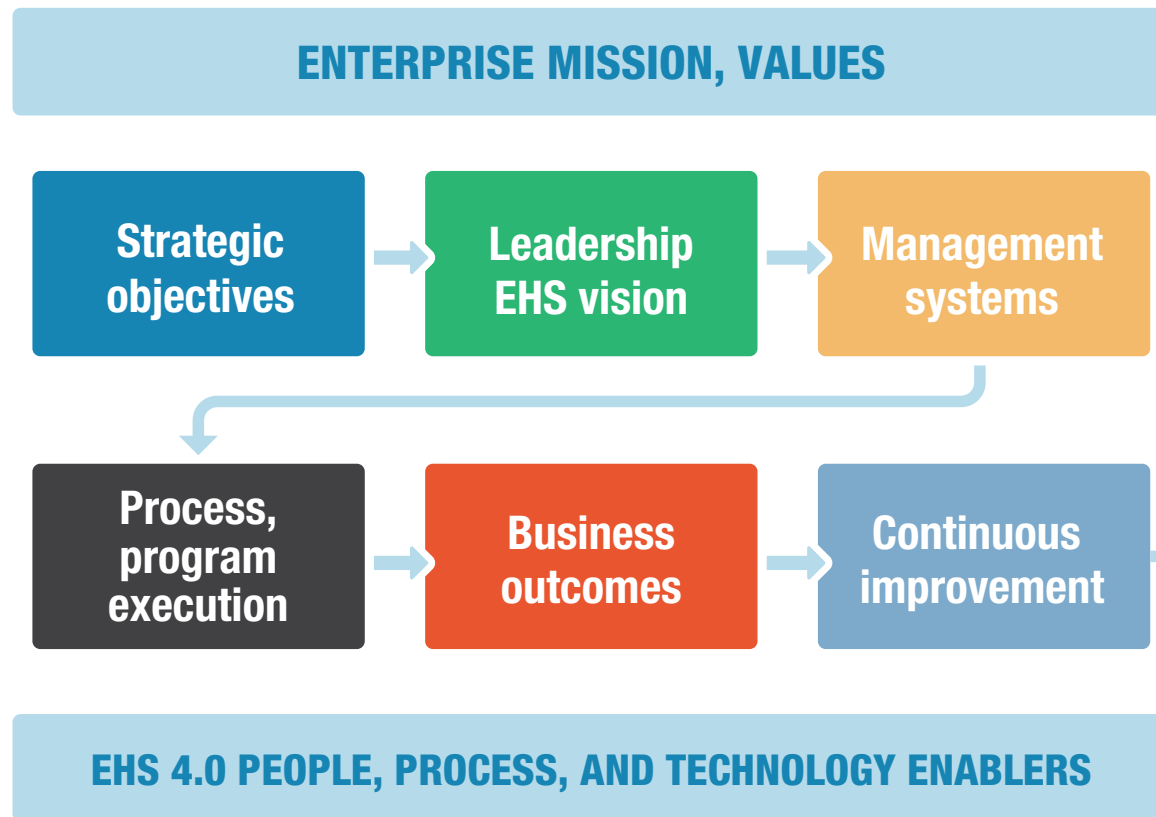 ENTERPRISE MISSION, VALUES
Strategic
objectives
Leadership
EHS vision
Management
systems
Process,
program
execution
Business
outcomes
Continuous
improvement
EHS 4.0 PEOPLE, PROCESS, AND TECHNOLOGY ENABLERS